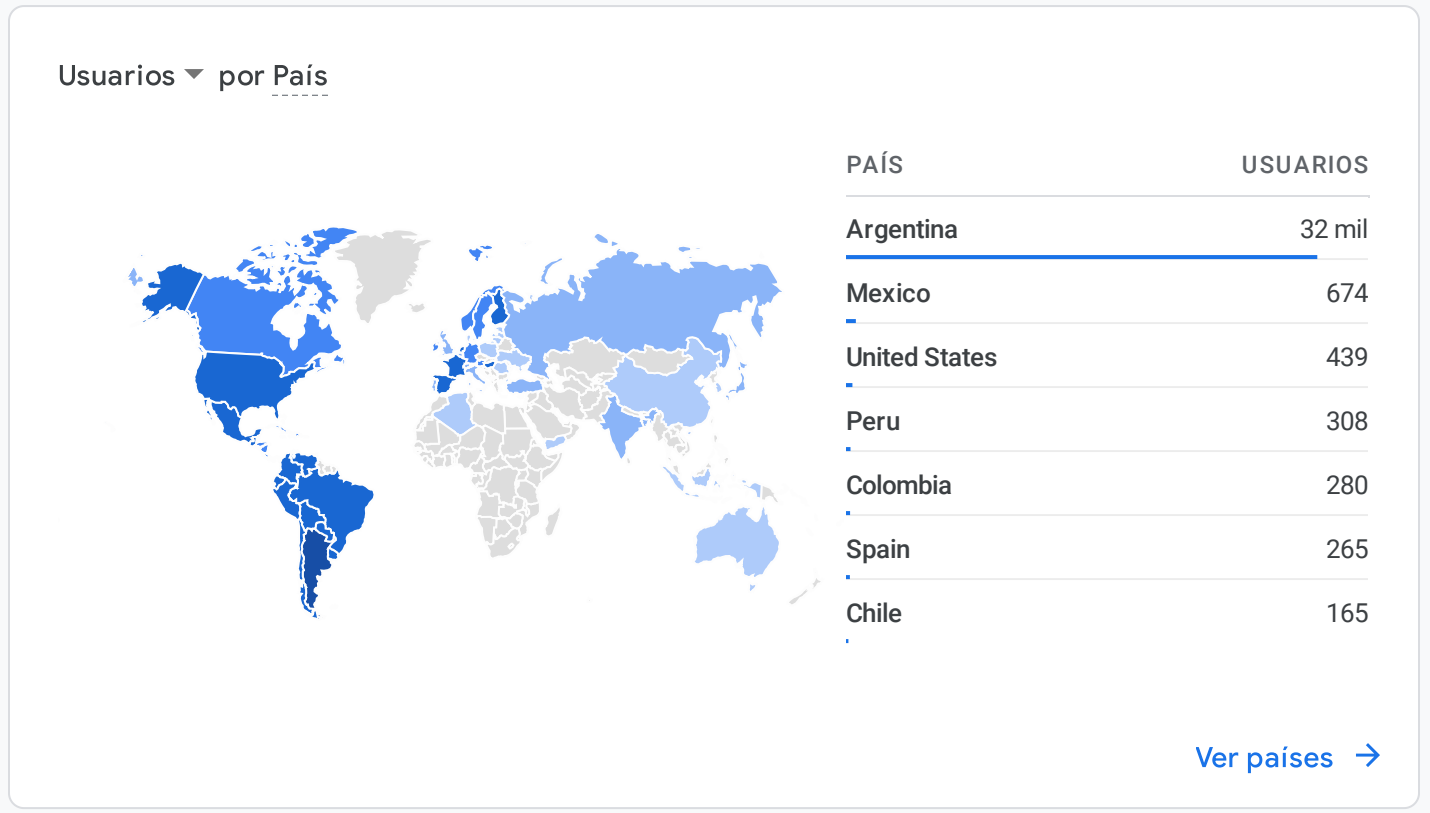 Usuarios por País
PAÍS USUARIOS
Argentina 32 mil
Mexico 674
United States 439
Peru 308
Colombia 280
Spain 265
Chile 165
Ver países